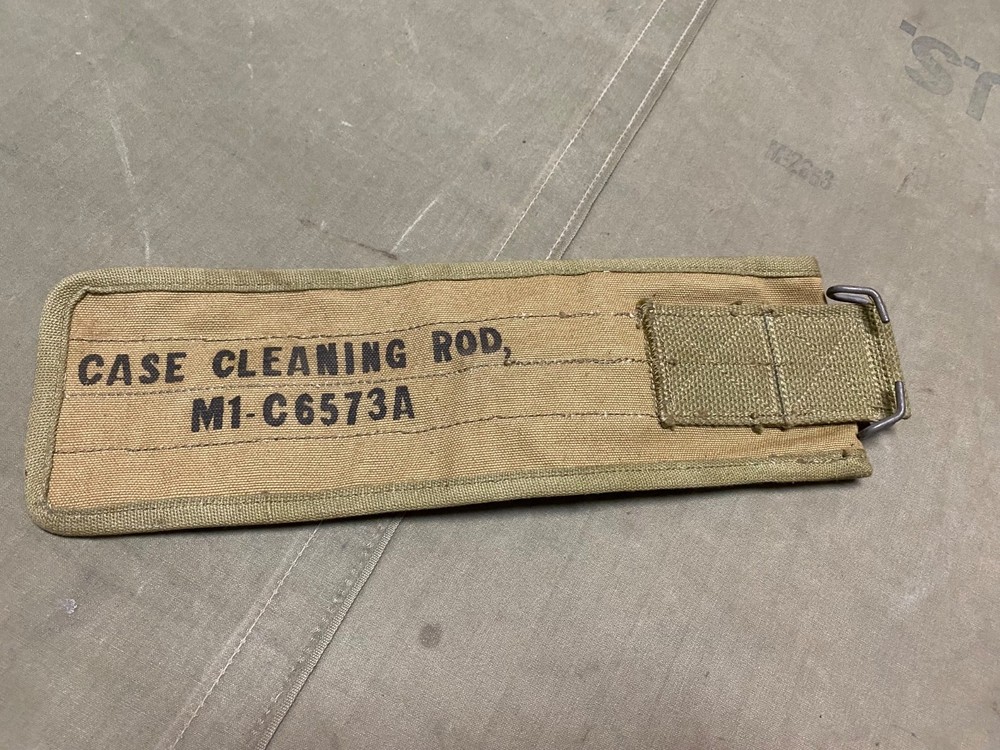 CASE CLEANING ROD,
M1-C6573A
U.S.